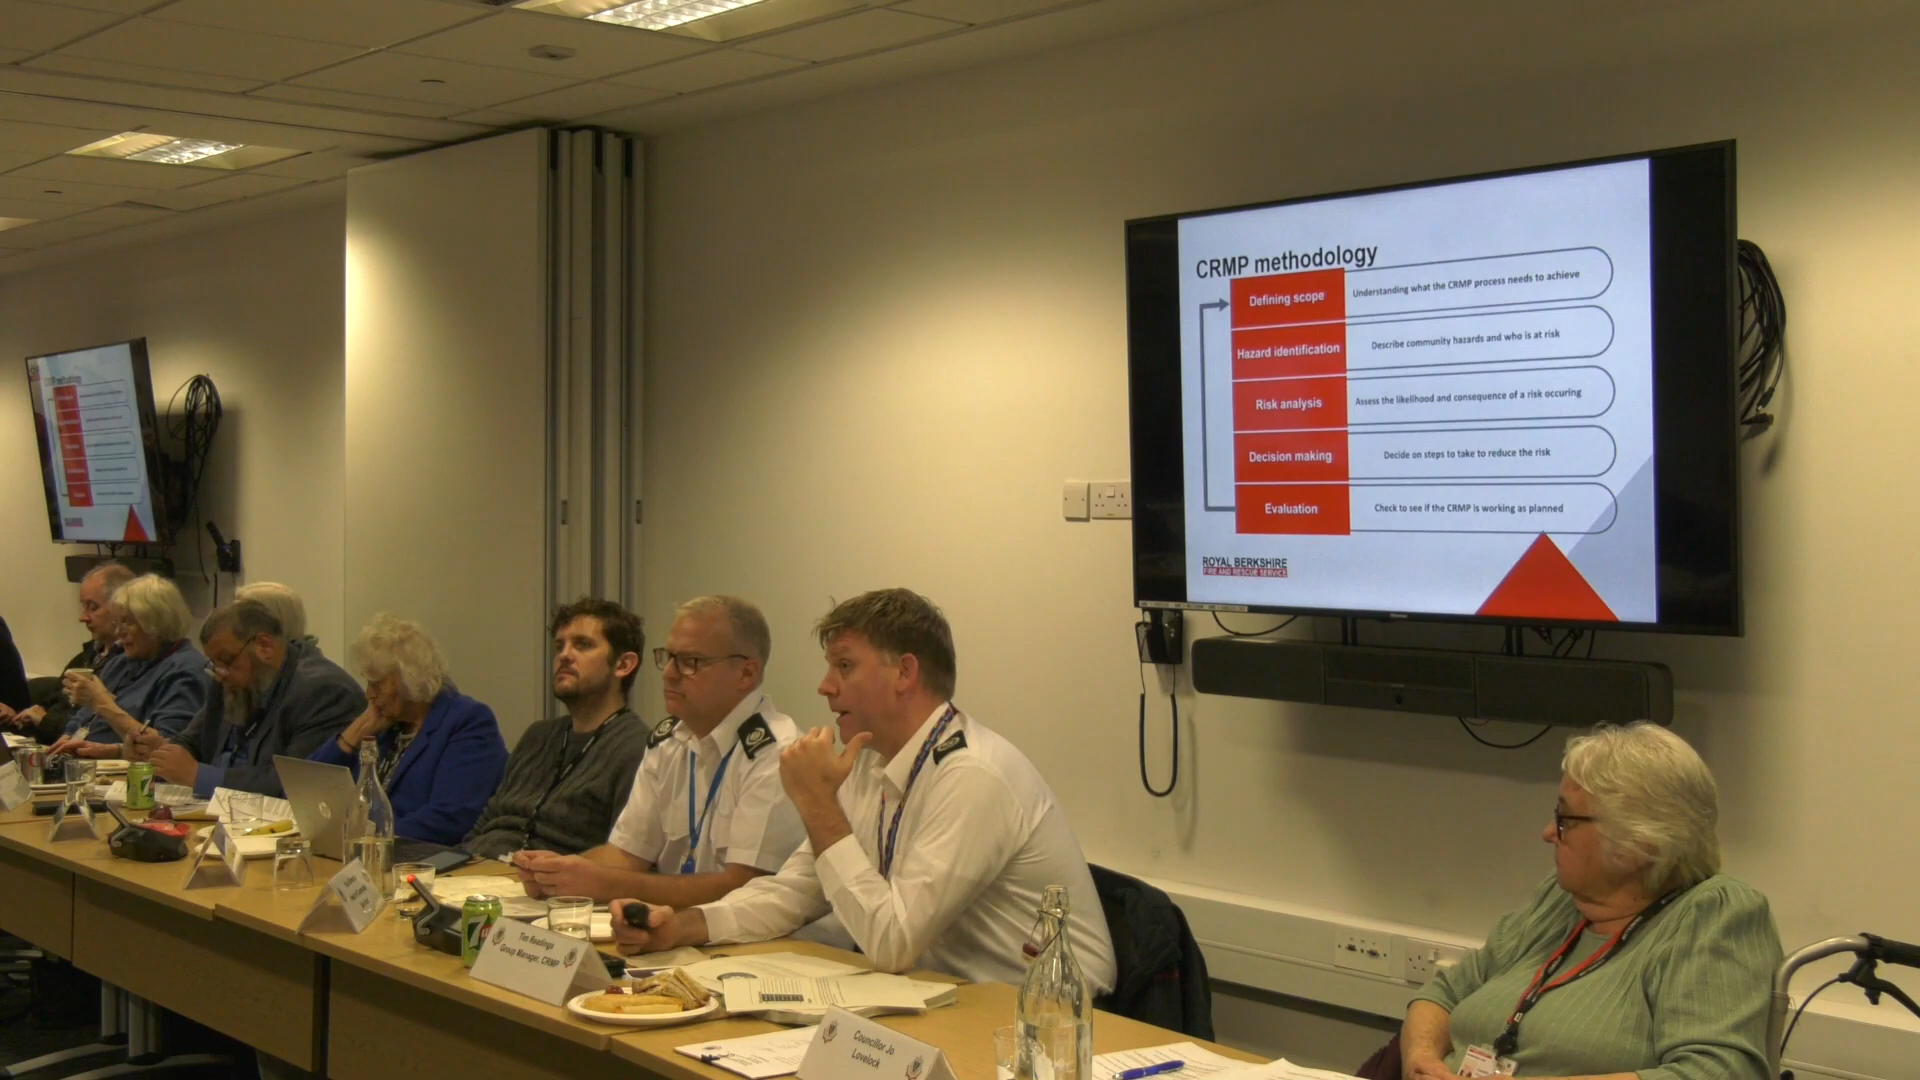 CRMP methodology
Defining scope
Understanding what the CRMP process needs to achieve
Hazard identification
Describe community hazards and who is at risk
Risk analysis
Assess the likelihood and consequence of a risk occuring
Decision making
Decide on steps to take to reduce the risk
Evaluation
Check to see if the CRMP is working as planned
ROYAL BERKSHIRE
FIRE AND RESCUE SERVICE
Tim Readings
Group Manager, CRMP
Councillor Jo
Lovelock